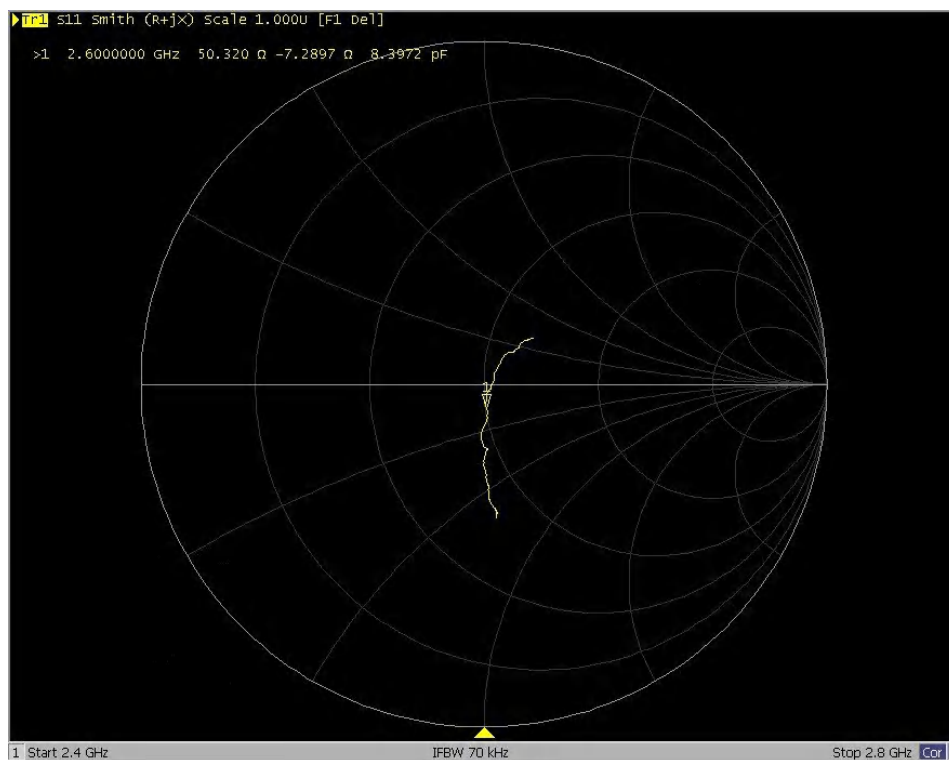 Tr1 S11 Smith (R+jX) Scale 1.000U [F1 Del]
>1 2.6000000 GHz 50.320 Ω -7.2897 Ω 8.3972 pF
1
1 Start 2.4 GHz IFBW 70 kHz Stop 2.8 GHz Cor